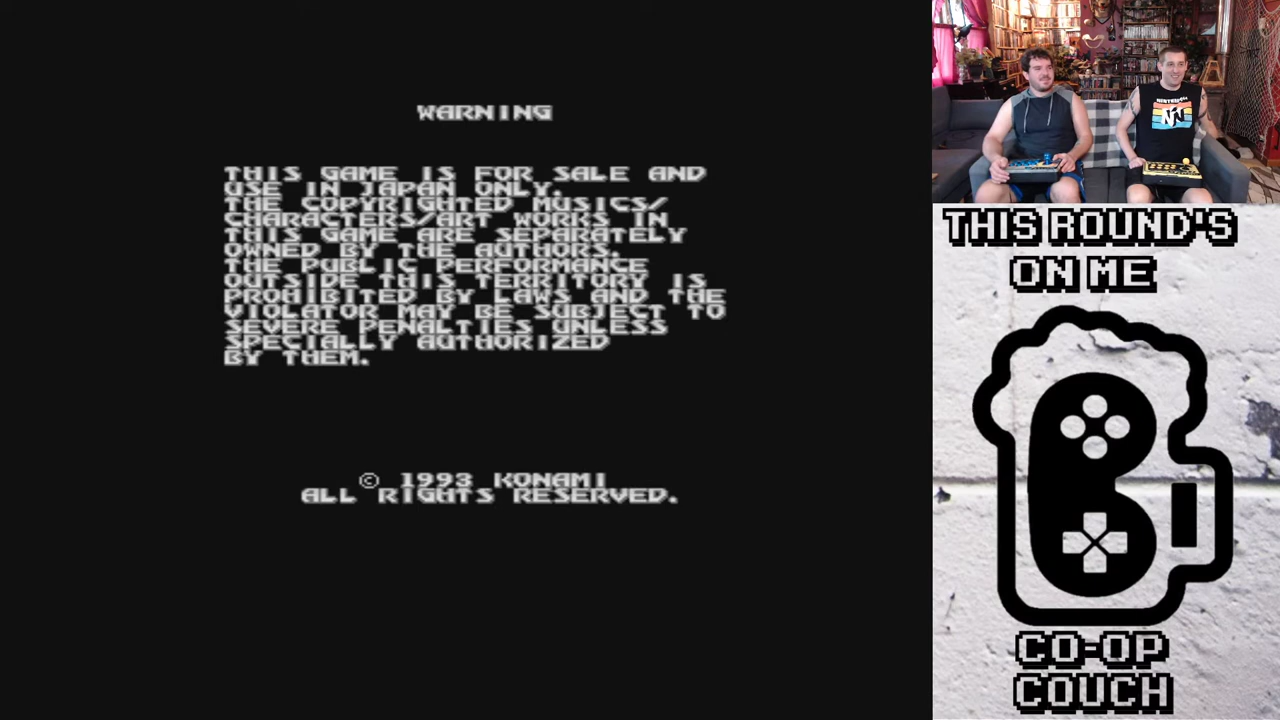 WARNING
THIS GAME IS FOR SALE AND
USE IN JAPAN ONLY.
THE COPYRIGHTED MUSICS/
CHARACTERS/ART WORKS IN
THIS GAME ARE SEPARATELY
OWNED BY THE AUTHORS.
THE PUBLIC PERFORMANCE
OUTSIDE THIS TERRITORY IS
PROHIBITED BY LAWS AND THE
VIOLATOR MAY BE SUBJECT TO
SEVERE PENALTIES UNLESS
SPECIALLY AUTHORIZED
BY THEM.
© 1993 KONAMI
ALL RIGHTS RESERVED.
THIS ROUND'S
ON ME
CO-OP
COUCH